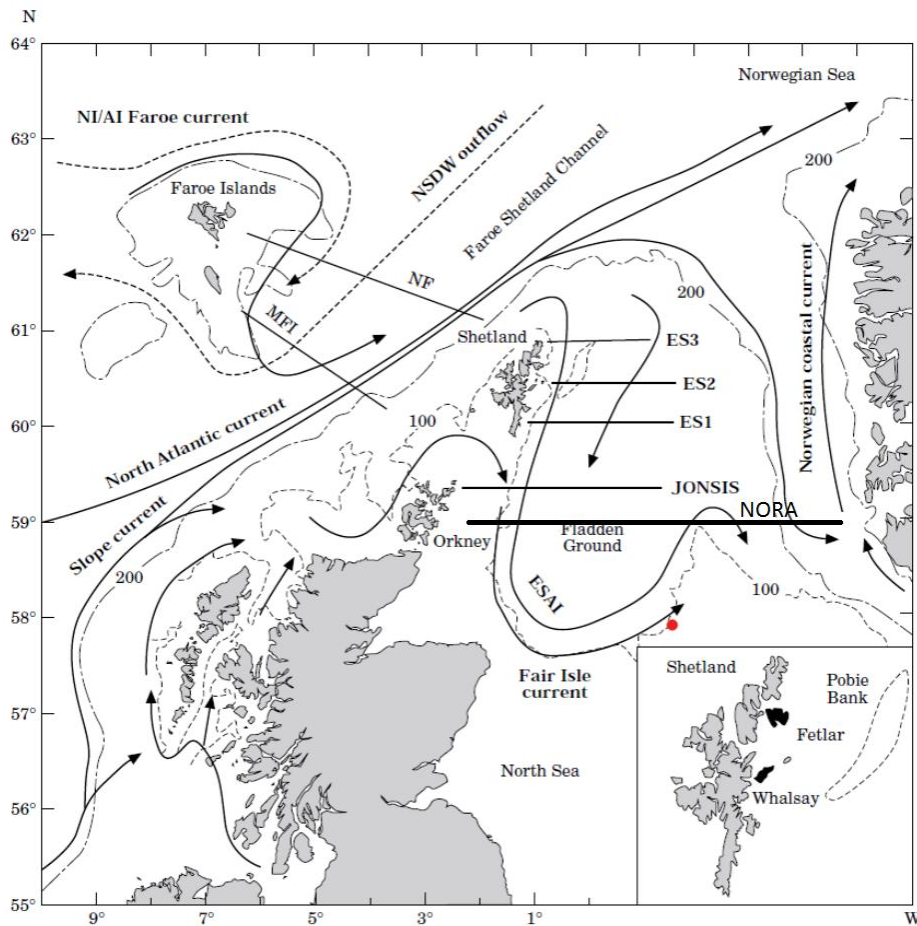 N
64°
Norwegian Sea
NI/AI Faroe current
63°
NSDW outflow
200
Faroe Islands
Faroe Shetland Channel
62°
NF
200
MFI
61°
Shetland
ES3
ES2
Norwegian coastal current
North Atlantic current
100
ES1
60°
JONSIS
NORA
59°
Slope current
Orkney
Fladden
Ground
200
ESAI
100
58°
Fair Isle
current
Shetland
Pobie
Bank
57°
Fetlar
North Sea
Whalsay
56°
55°
9°
7°
5°
3°
1°
W